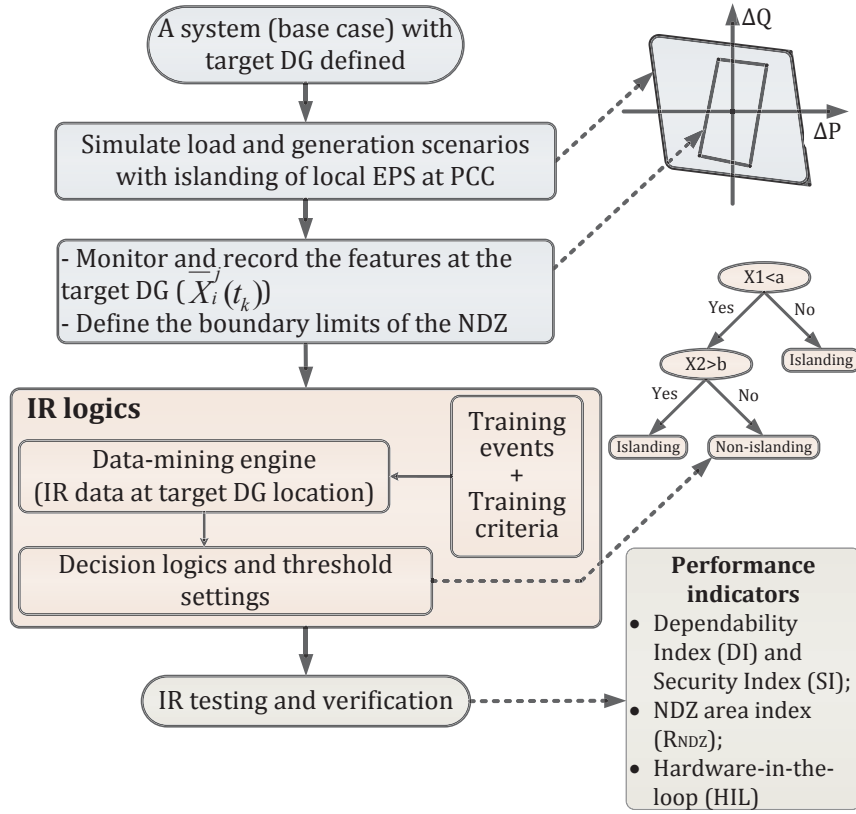 A system (base case) with
target DG defined
ΔQ
ΔP
Simulate load and generation scenarios
with islanding of local EPS at PCC
- Monitor and record the features at the
target DG ( X̅ᵢʲ(tₖ))
- Define the boundary limits of the NDZ
X1<a
Yes
No
X2>b
Islanding
Yes
No
Islanding
Non-islanding
IR logics
Data-mining engine
(IR data at target DG location)
Training
events
+
Training
criteria
Decision logics and threshold
settings
IR testing and verification
Performance
indicators
• Dependability
Index (DI) and
Security Index (SI);
• NDZ area index
(RNDZ);
• Hardware-in-the-
loop (HIL)